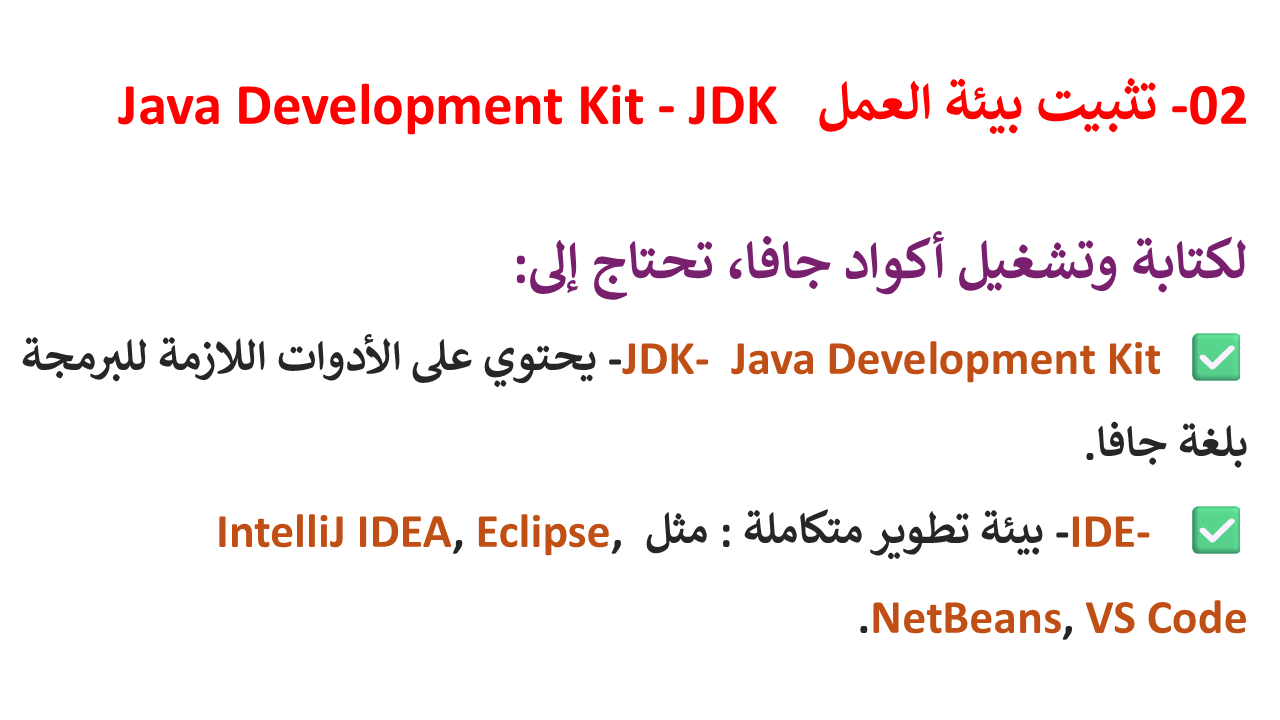 02- تثبيت بيئة العمل Java Development Kit - JDK
لكتابة وتشغيل أكواد جافا، تحتاج إلى:
✅ Java Development Kit -JDK- يحتوي على الأدوات اللازمة للبرمجة
بلغة جافا.
✅ -IDE- بيئة تطوير متكاملة : مثل IntelliJ IDEA, Eclipse,
NetBeans, VS Code.